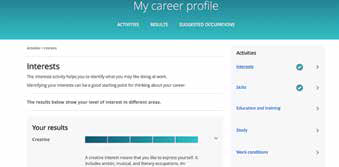 My career profile
ACTIVITIES RESULTS SUGGESTED OCCUPATIONS
Activities > Interests
Interests
The interests activity helps you to identify what you may like doing at work.
Identifying your interests can be a good starting point for thinking about your career.
The results below show your level of interest in different areas.
Your results
Creative
A creative interest means that you like to express yourself. It
includes artistic, musical, and literary occupations, etc.
Activities
Interests
Skills
Education and training
Study
Work conditions